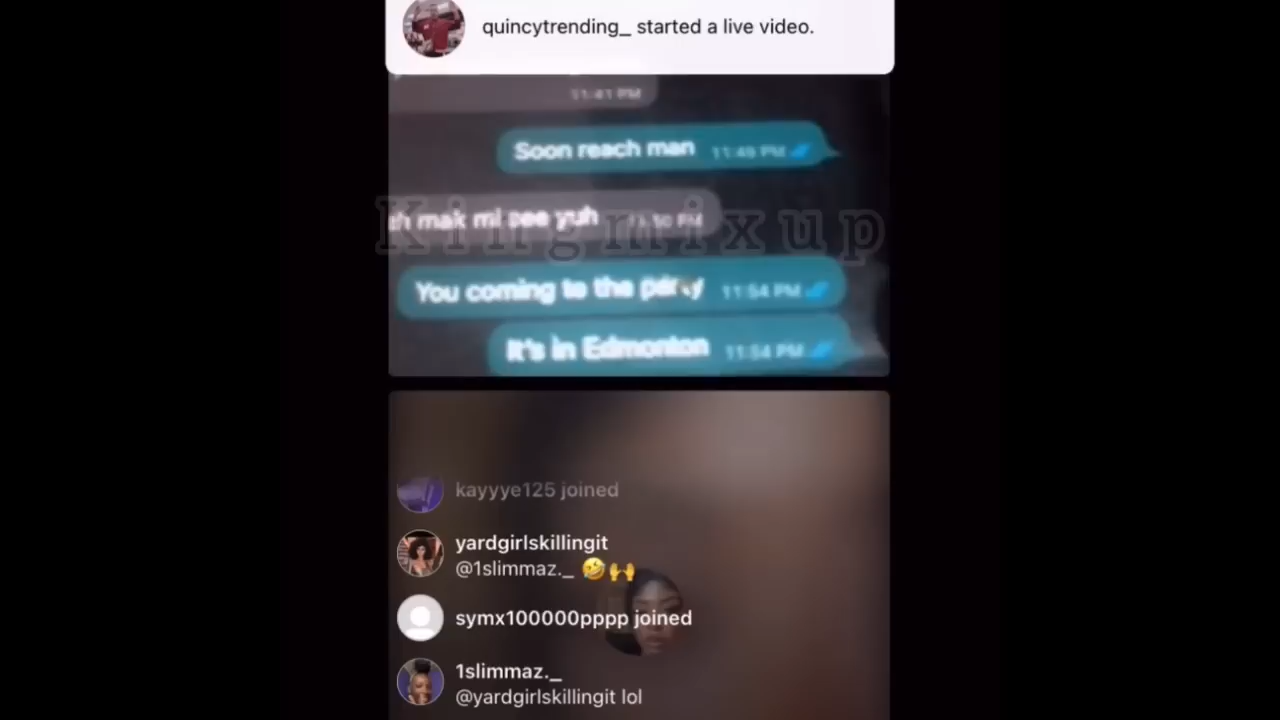 quincytrending_ started a live video.
11:41 PM
Soon reach man 11:49 PM
mak mi see yuh
Kingmixup
You coming to the party 11:54 PM
It's in Edmonton 11:54 PM
kayyye125 joined
yardgirlskillingit
@1slimmaz._ 🤣🙌
symx100000pppp joined
1slimmaz._
@yardgirlskillingit lol